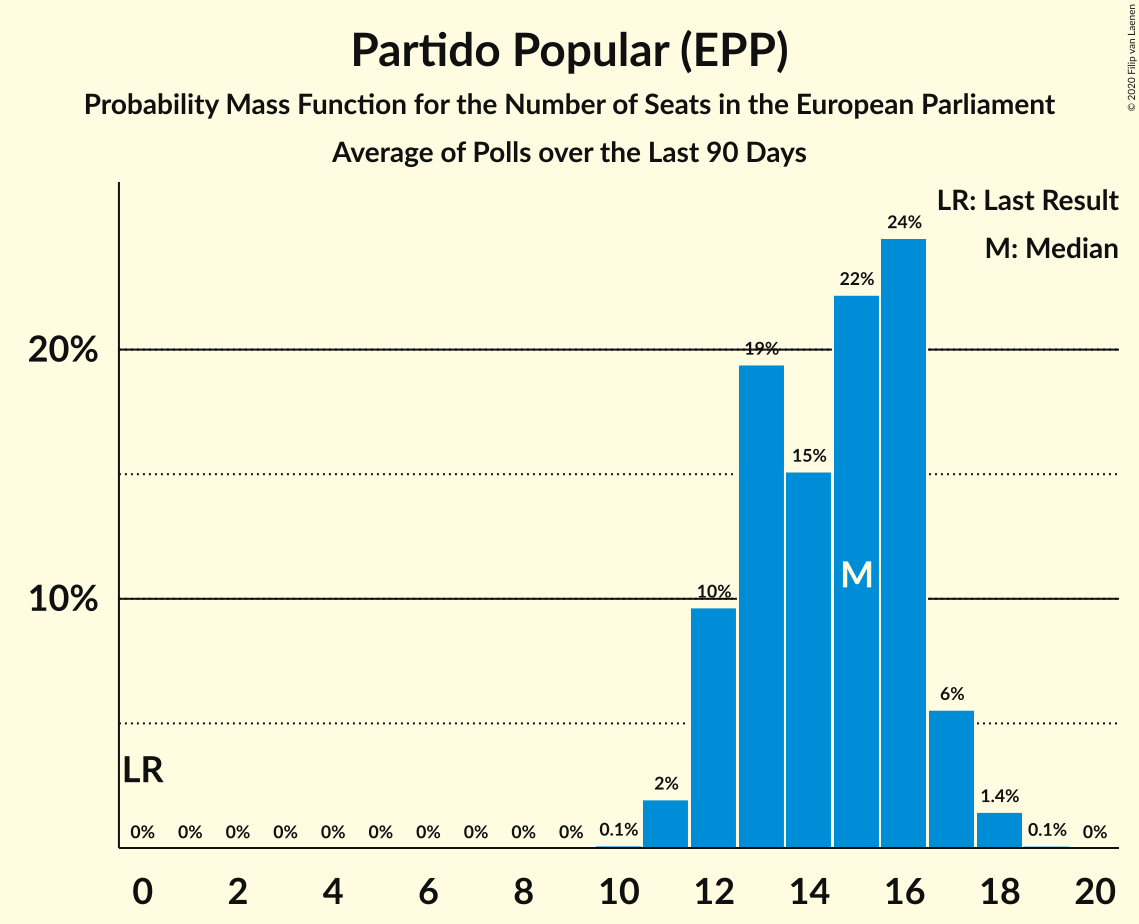 Partido Popular (EPP)
Probability Mass Function for the Number of Seats in the European Parliament
Average of Polls over the Last 90 Days
© 2020 Filip van Laenen
LR: Last Result
M: Median
20%
10%
LR
M
0% 0% 0% 0% 0% 0% 0% 0% 0% 0% 0.1% 2% 10% 19% 15% 22% 24% 6% 1.4% 0.1% 0%
0 2 4 6 8 10 12 14 16 18 20